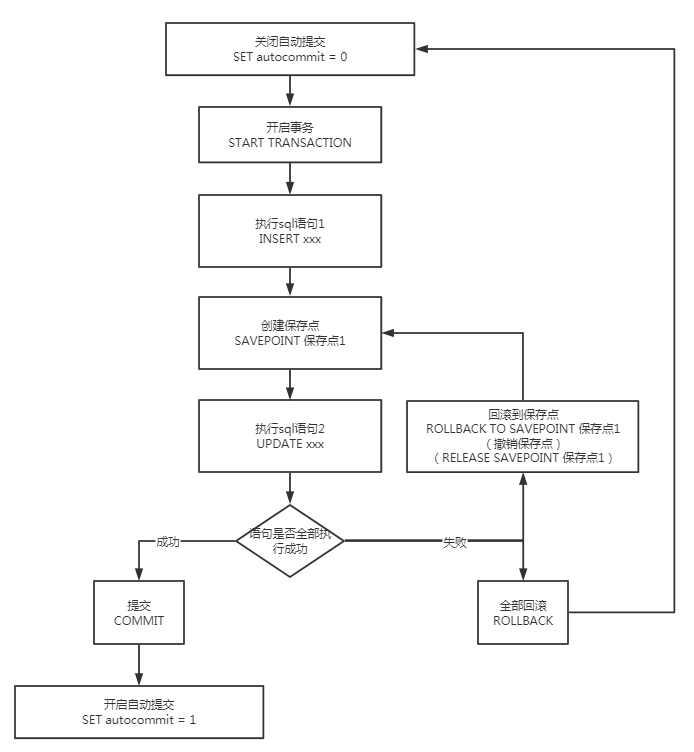 关闭自动提交
SET autocommit = 0
开启事务
START TRANSACTION
执行sql语句1
INSERT xxx
创建保存点
SAVEPOINT 保存点1
执行sql语句2
UPDATE xxx
回滚到保存点
ROLLBACK TO SAVEPOINT 保存点1
（撤销保存点）
（RELEASE SAVEPOINT 保存点1）
语句是否全部执
行成功
成功
失败
提交
COMMIT
全部回滚
ROLLBACK
开启自动提交
SET autocommit = 1